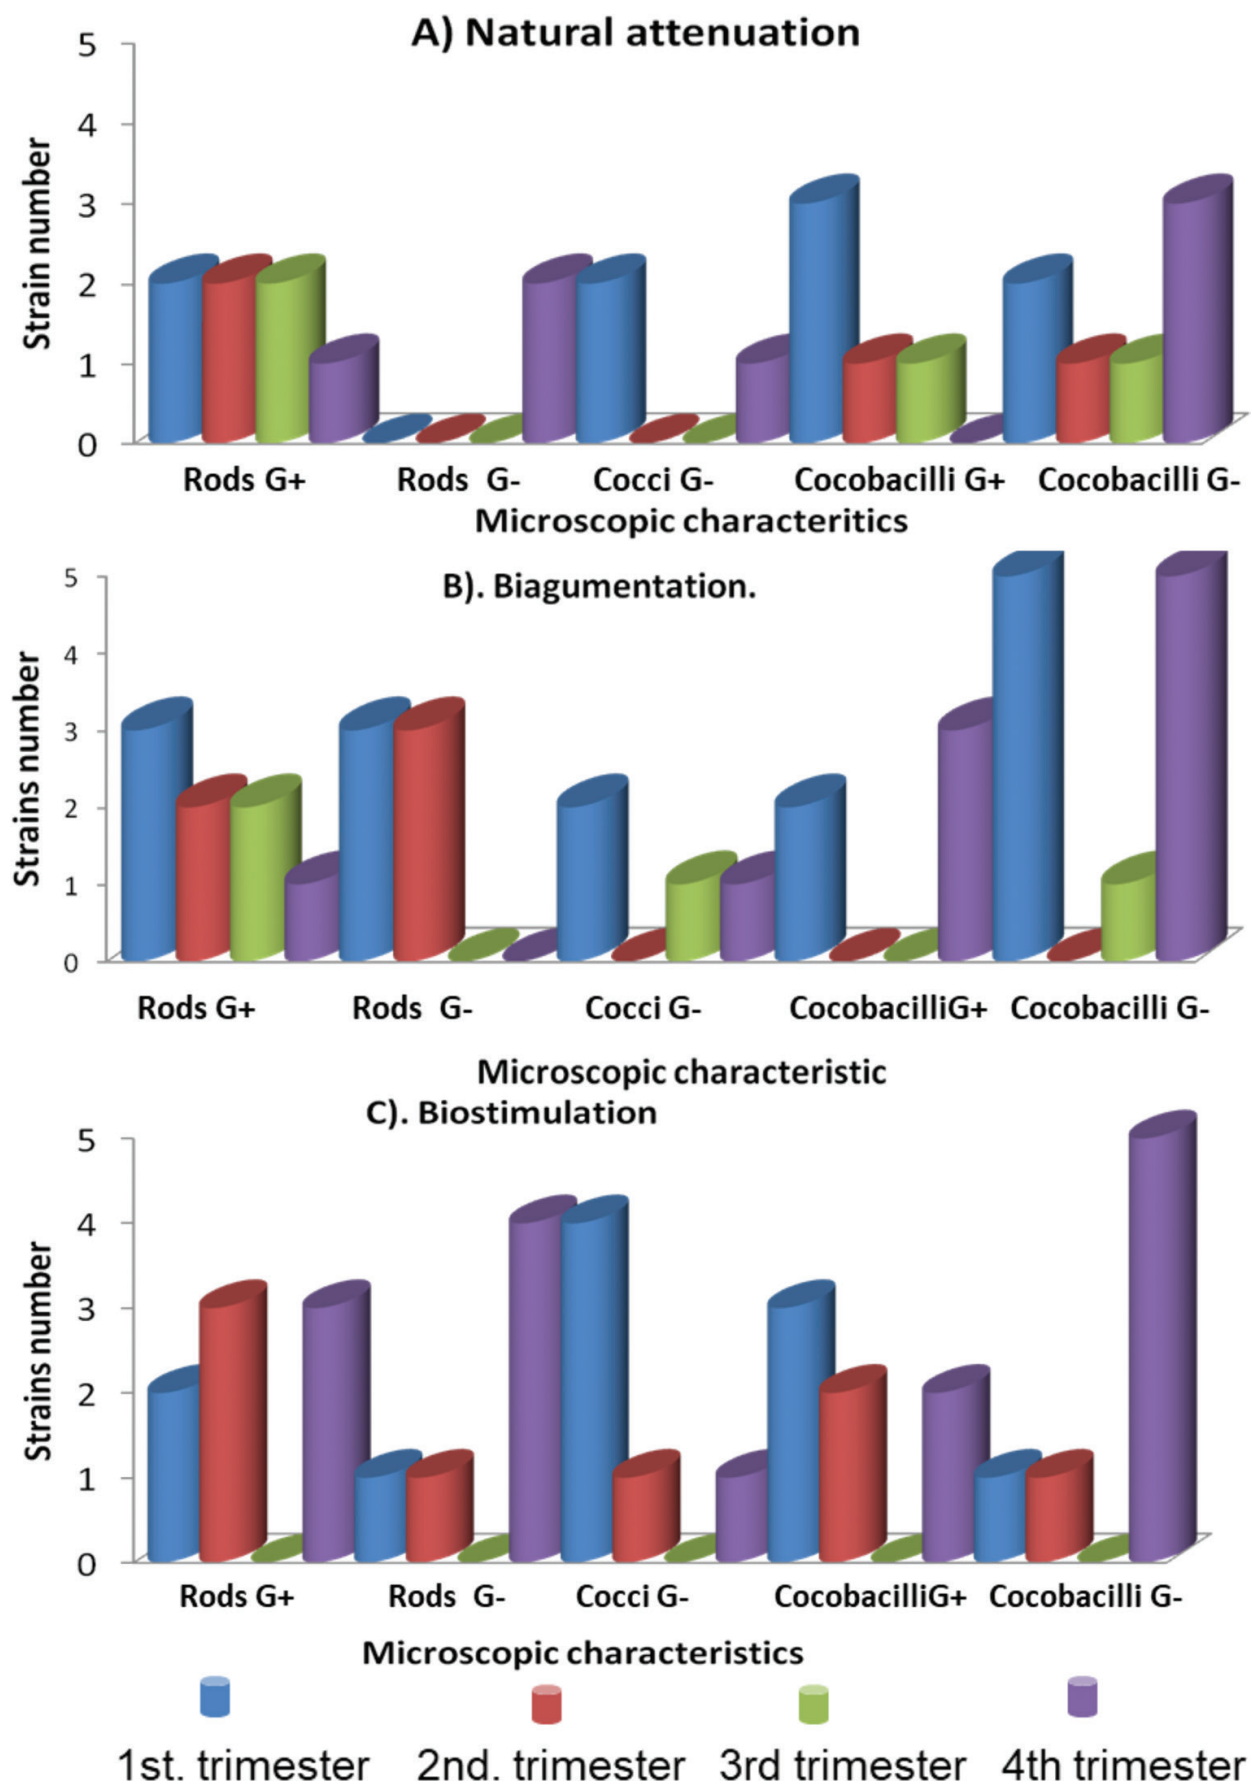 A) Natural attenuation
5
4
3
2
1
0
Strain number
Rods G+ Rods G- Cocci G- Cocobacilli G+ Cocobacilli G-
Microscopic characteritics
B). Biagumentation.
5
4
3
2
1
0
Strains number
Rods G+ Rods G- Cocci G- CocobacilliG+ Cocobacilli G-
Microscopic characteristic
C). Biostimulation
5
4
3
2
1
0
Strains number
Rods G+ Rods G- Cocci G- CocobacilliG+ Cocobacilli G-
Microscopic characteristics
1st. trimester 2nd. trimester 3rd trimester 4th trimester